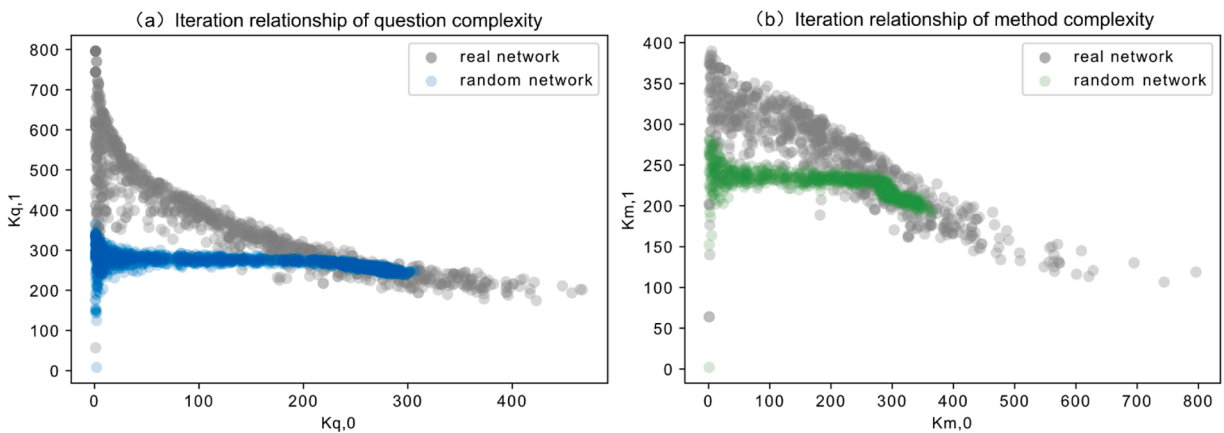 （a）Iteration relationship of question complexity
800
700
600
500
400
300
200
100
0
Kq,1
0 100 200 300 400
Kq,0
real network
random network
（b）Iteration relationship of method complexity
400
350
300
250
200
150
100
50
0
Km,1
0 100 200 300 400 500 600 700 800
Km,0
real network
random network